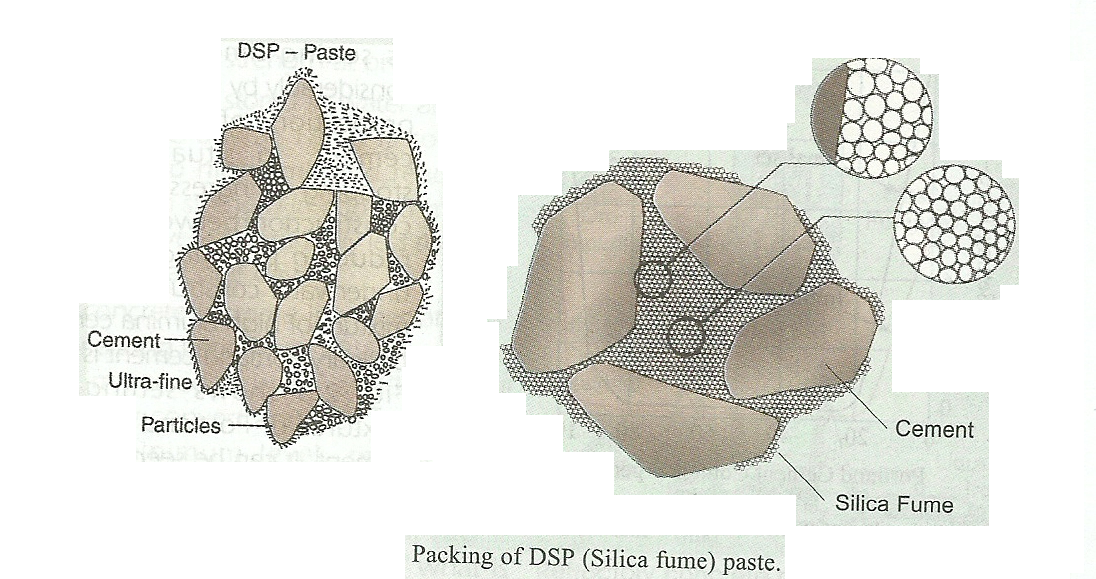 DSP – Paste
Cement
Ultra-fine
Particles
Cement
Silica Fume
Packing of DSP (Silica fume) paste.